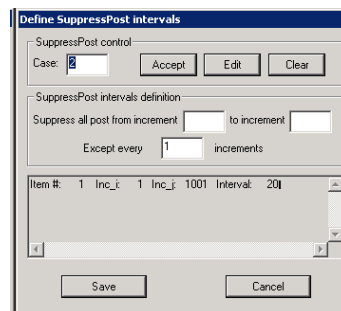 Define SuppressPost intervals
SuppressPost control
Case: 2 Accept Edit Clear
SuppressPost intervals definition
Suppress all post from increment to increment
Except every 1 increments
Item #: 1 Inc_i: 1 Inc_j: 1001 Interval: 20
Save Cancel